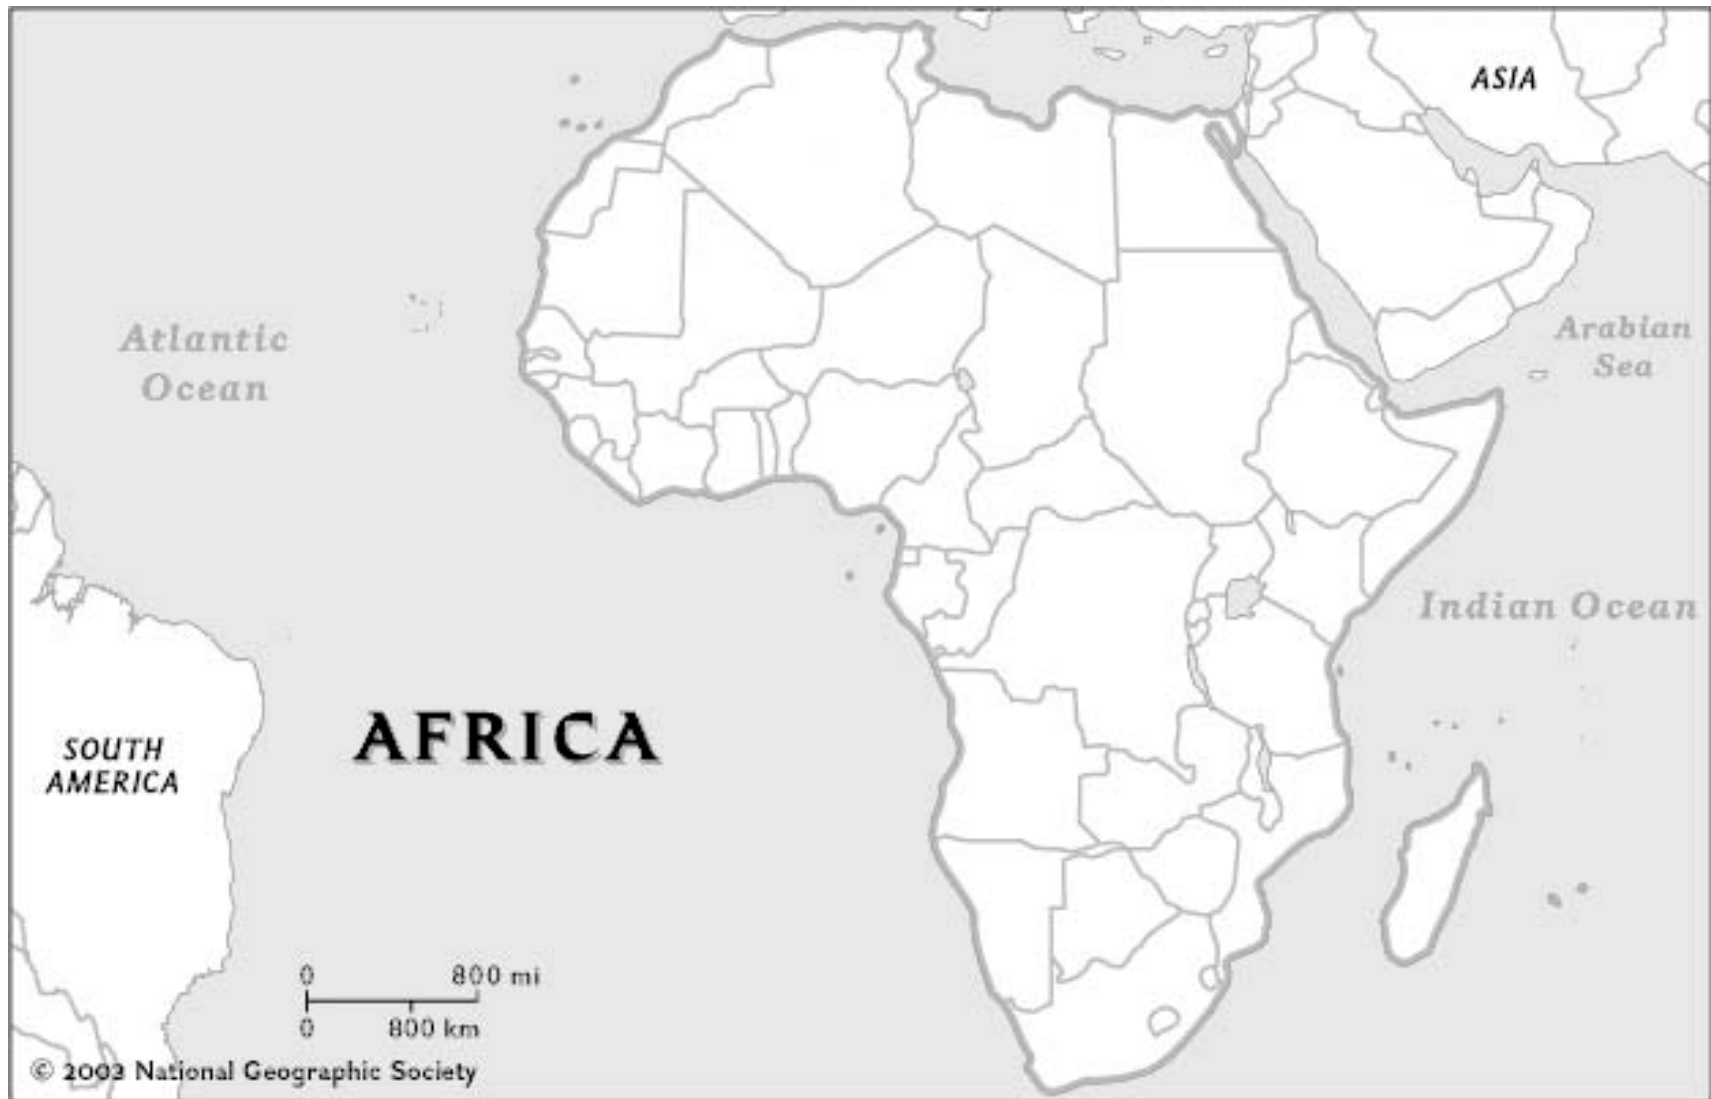 ASIA
Atlantic
Ocean
Arabian
Sea
Indian Ocean
AFRICA
SOUTH
AMERICA
0 800 mi
0 800 km
© 2002 National Geographic Society